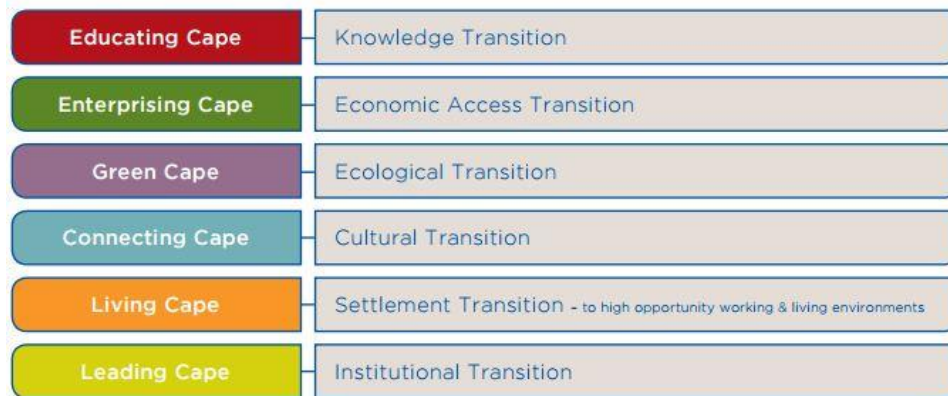 Educating Cape Knowledge Transition
Enterprising Cape Economic Access Transition
Green Cape Ecological Transition
Connecting Cape Cultural Transition
Living Cape Settlement Transition - to high opportunity working & living environments
Leading Cape Institutional Transition